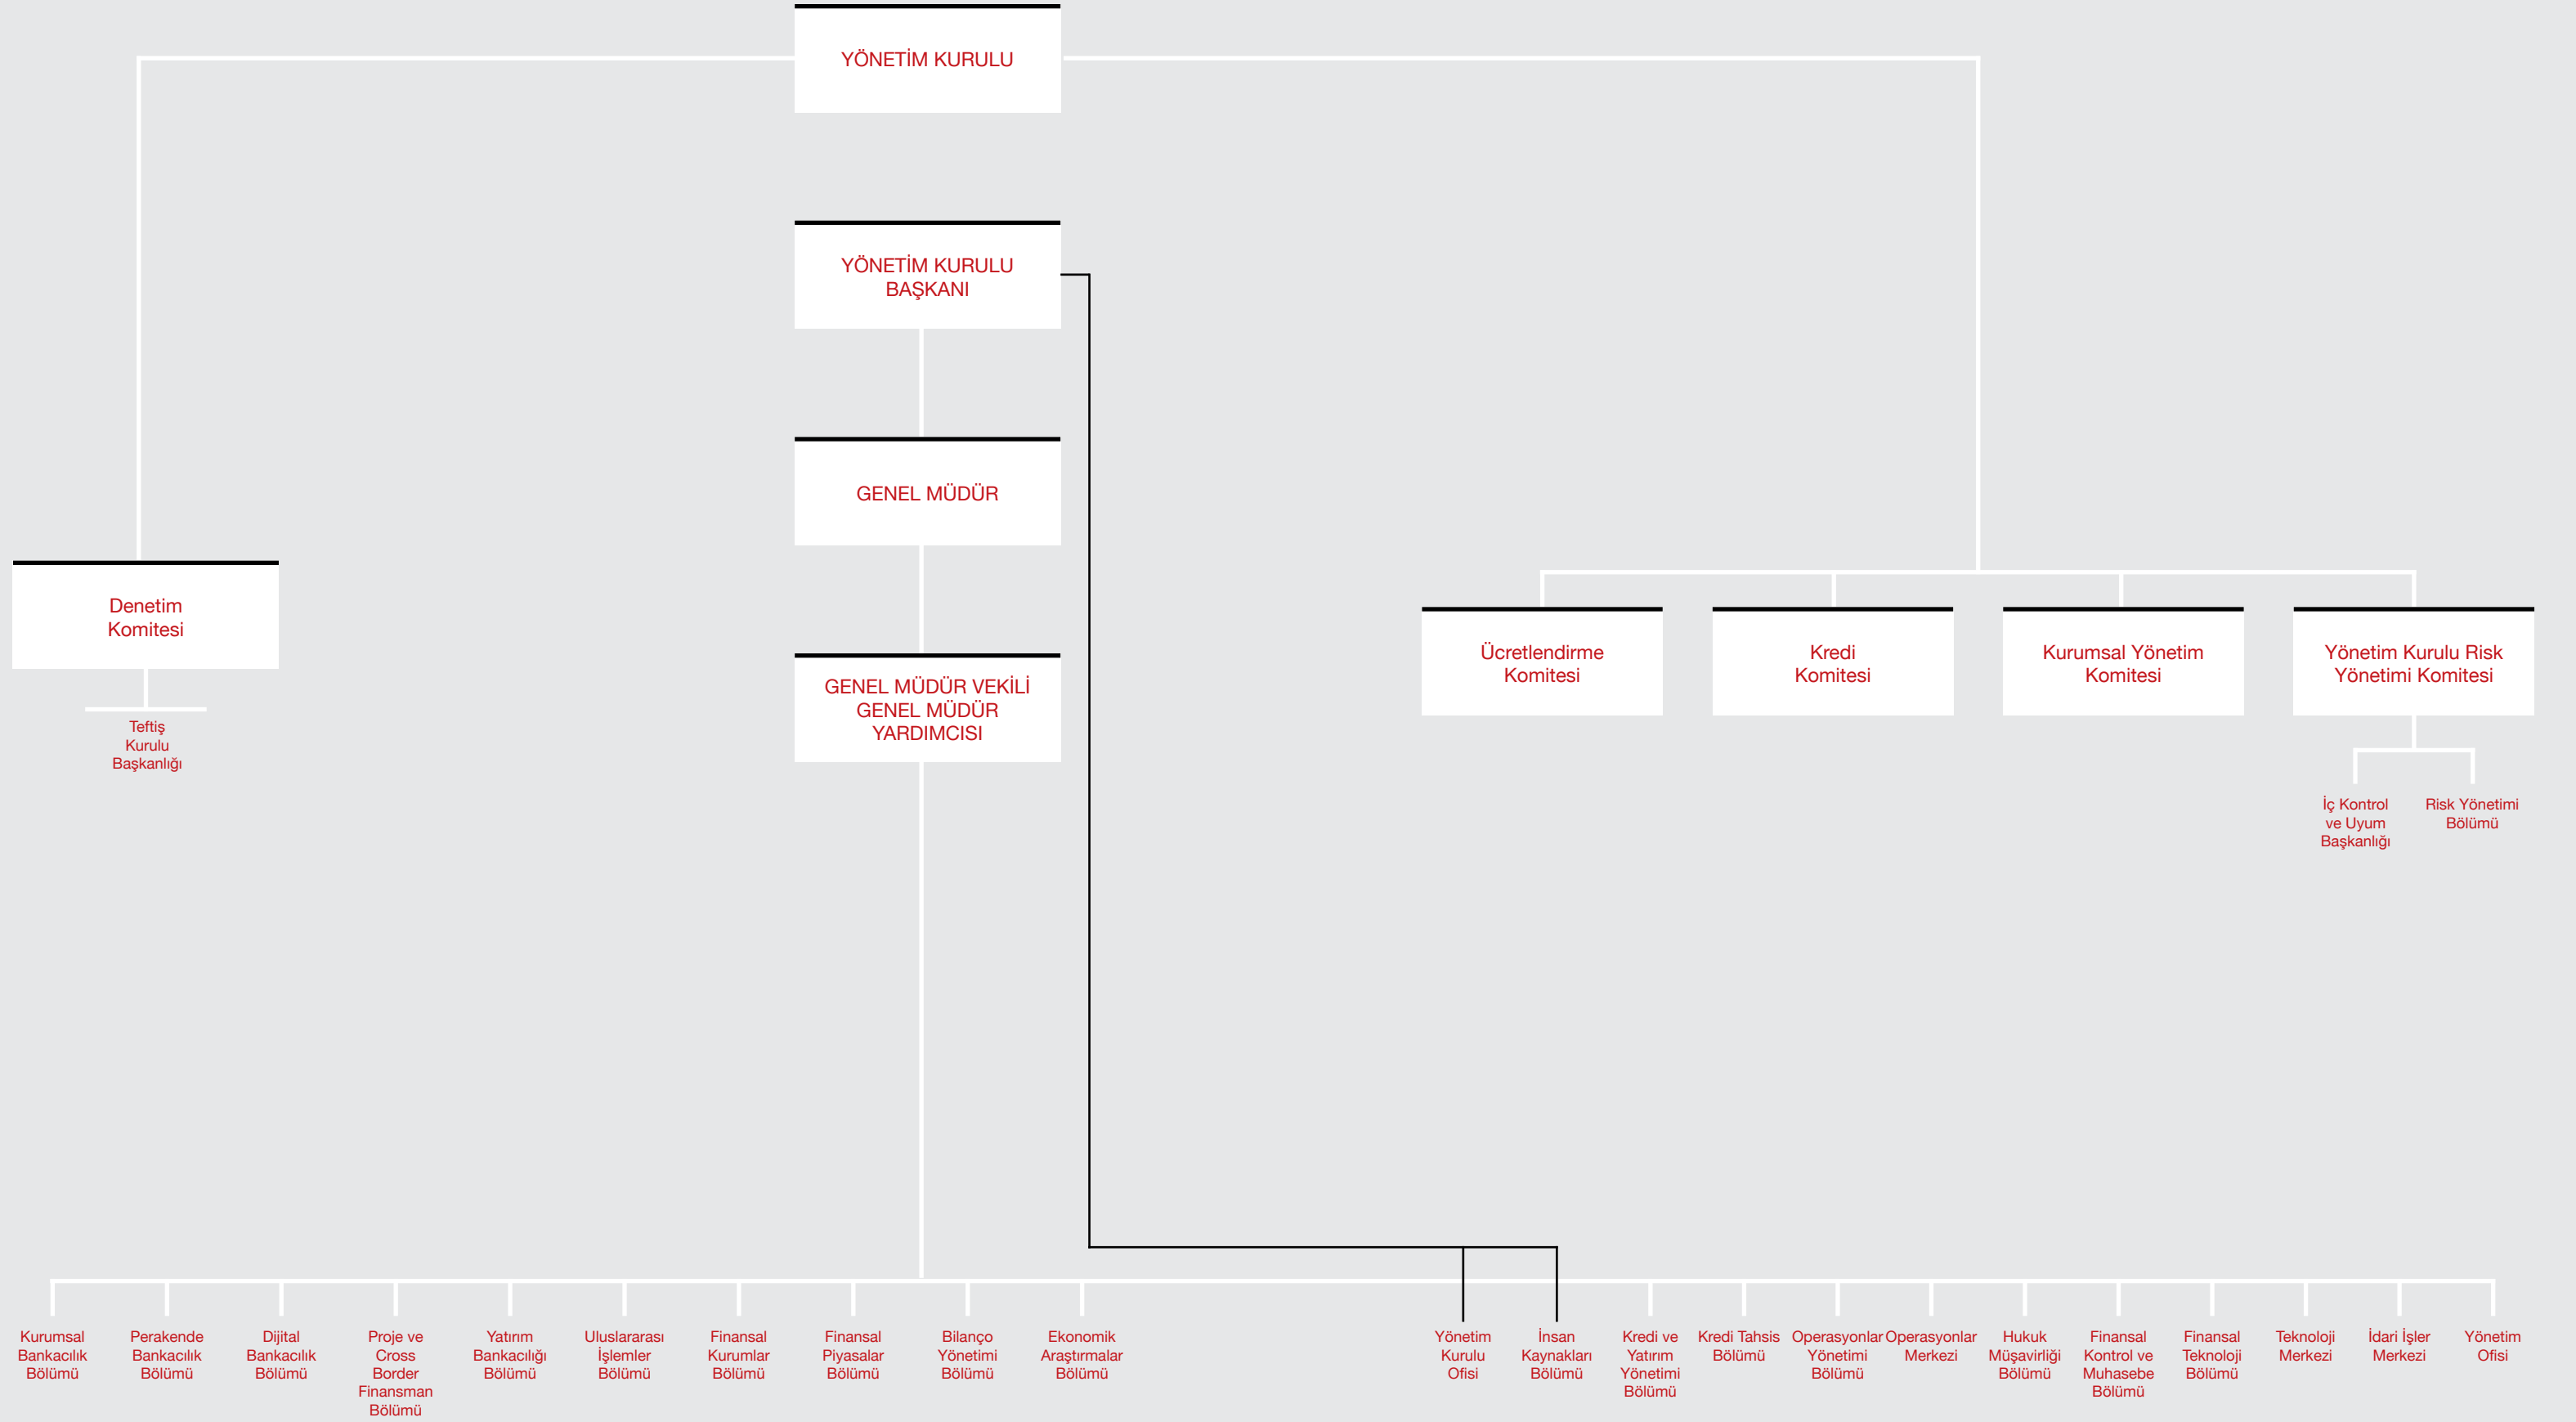 YÖNETİM KURULU
YÖNETİM KURULU
BAŞKANI
GENEL MÜDÜR
Denetim
Komitesi
Teftiş
Kurulu
Başkanlığı
GENEL MÜDÜR VEKİLİ
GENEL MÜDÜR
YARDIMCISI
Ücretlendirme
Komitesi
Kredi
Komitesi
Kurumsal Yönetim
Komitesi
Yönetim Kurulu Risk
Yönetimi Komitesi
İç Kontrol
ve Uyum
Başkanlığı
Risk Yönetimi
Bölümü
Kurumsal
Bankacılık
Bölümü
Perakende
Bankacılık
Bölümü
Dijital
Bankacılık
Bölümü
Proje ve
Cross
Border
Finansman
Bölümü
Yatırım
Bankacılığı
Bölümü
Uluslararası
İşlemler
Bölümü
Finansal
Kurumlar
Bölümü
Finansal
Piyasalar
Bölümü
Bilanço
Yönetimi
Bölümü
Ekonomik
Araştırmalar
Bölümü
Yönetim
Kurulu
Ofisi
İnsan
Kaynakları
Bölümü
Kredi ve
Yatırım
Yönetimi
Bölümü
Kredi Tahsis
Bölümü
Operasyonlar
Yönetimi
Bölümü
Operasyonlar
Merkezi
Hukuk
Müşavirliği
Bölümü
Finansal
Kontrol ve
Muhasebe
Bölümü
Finansal
Teknoloji
Bölümü
Teknoloji
Merkezi
İdari İşler
Merkezi
Yönetim
Ofisi